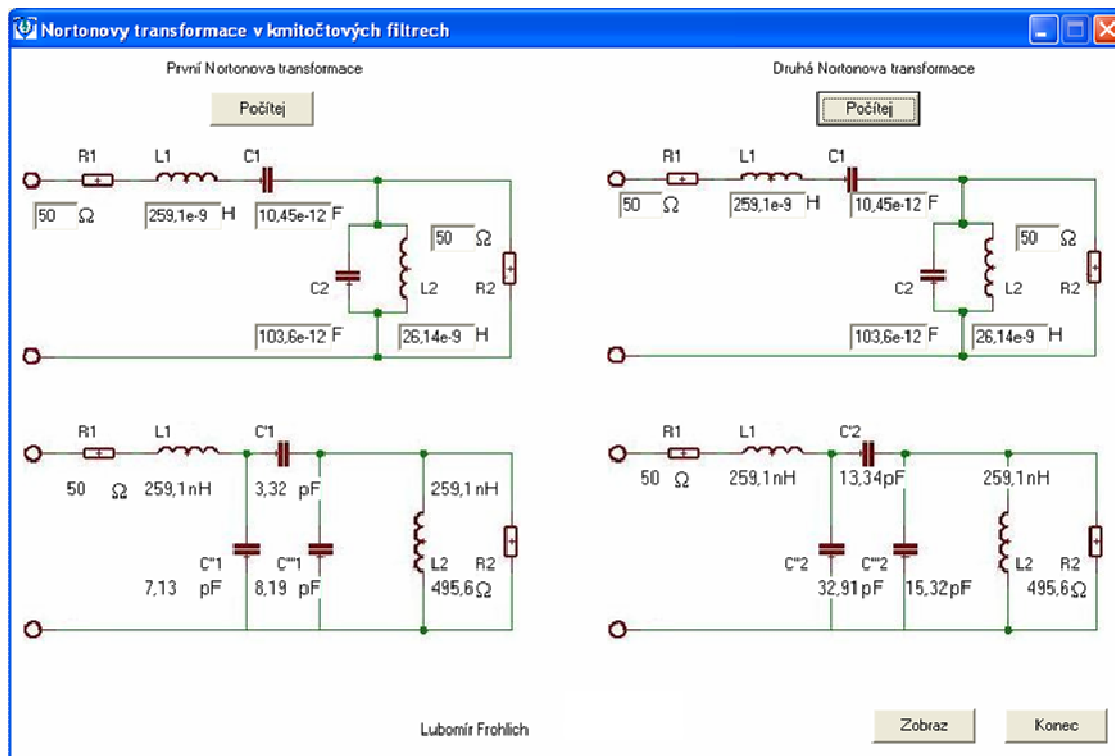 Nortonovy transformace v kmitočtových filtrech
První Nortonova transformace
Počítej
R1 L1 C1
50 Ω 259,1e-9 H 10,45e-12 F
50 Ω
C2 L2 R2
103,6e-12 F 26,14e-9 H
R1 L1 C'1
50 Ω 259,1nH 3,32 pF 259,1nH
C''1 C'''1 L2 R2
7,13 pF 8,19 pF 495,6Ω
Druhá Nortonova transformace
Počítej
R1 L1 C1
50 Ω 259,1e-9 H 10,45e-12 F
50 Ω
C2 L2 R2
103,6e-12 F 26,14e-9 H
R1 L1 C'2
50 Ω 259,1nH 13,34pF 259,1nH
C''2 C'''2 L2 R2
32,91pF 15,32pF 495,6Ω
Lubomír Frohlich
Zobraz
Konec